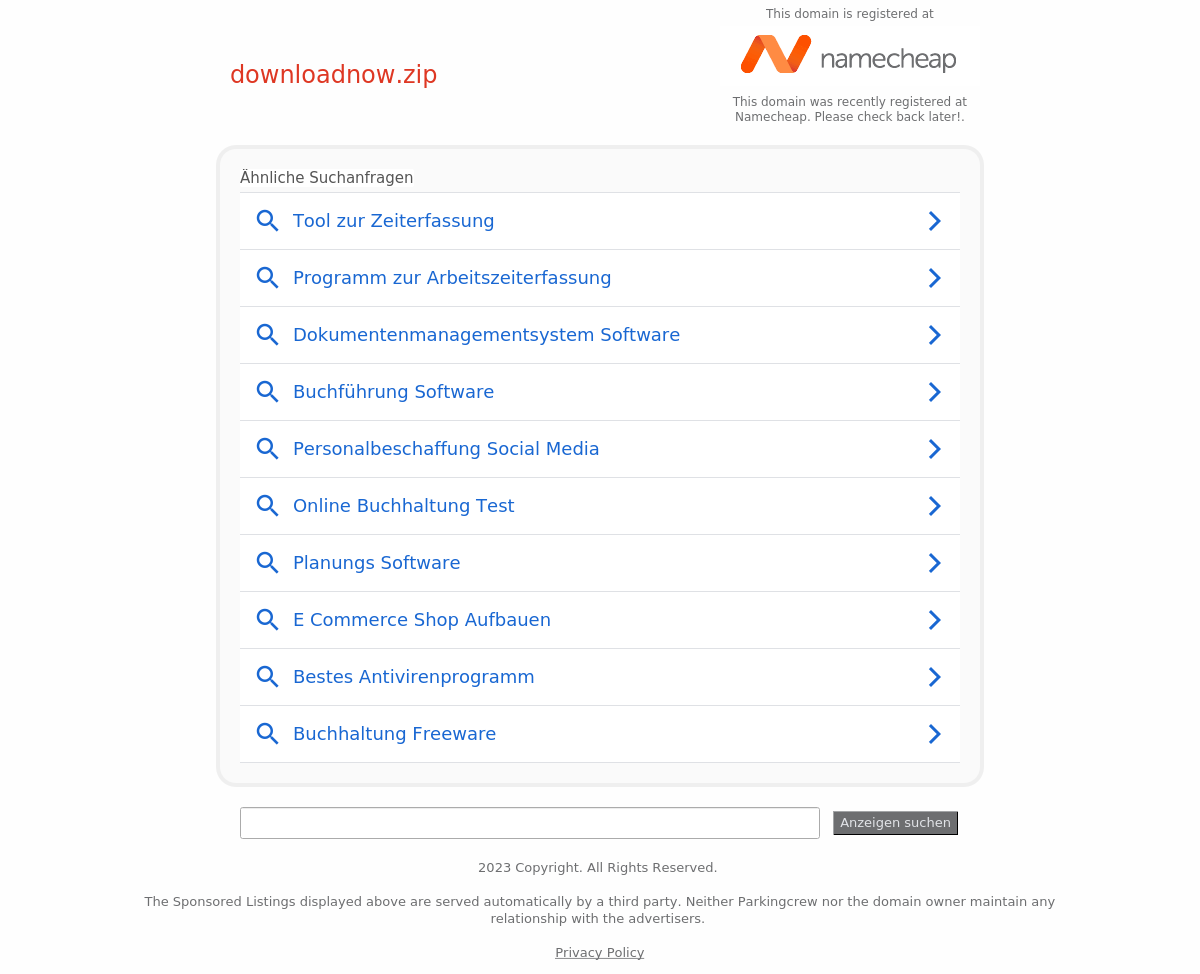 This domain is registered at
namecheap
downloadnow.zip
This domain was recently registered at
Namecheap. Please check back later!.
Ähnliche Suchanfragen
Tool zur Zeiterfassung
Programm zur Arbeitszeiterfassung
Dokumentenmanagementsystem Software
Buchführung Software
Personalbeschaffung Social Media
Online Buchhaltung Test
Planungs Software
E Commerce Shop Aufbauen
Bestes Antivirenprogramm
Buchhaltung Freeware
Anzeigen suchen
2023 Copyright. All Rights Reserved.
The Sponsored Listings displayed above are served automatically by a third party. Neither Parkingcrew nor the domain owner maintain any
relationship with the advertisers.
Privacy Policy